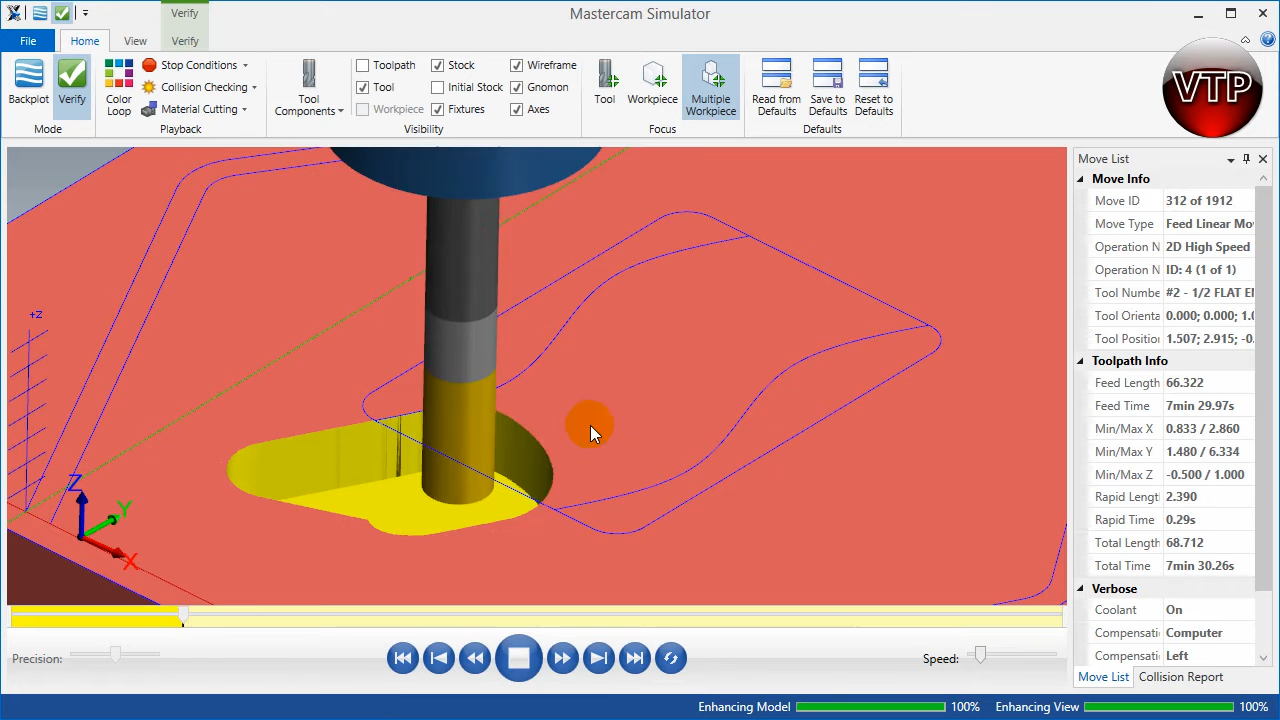 Verify
Mastercam Simulator
File
Home
View
Verify
Backplot
Verify
Mode
Color Loop
Stop Conditions
Collision Checking
Material Cutting
Playback
Tool Components
Toolpath
Tool
Workpiece
Stock
Initial Stock
Fixtures
Wireframe
Gnomon
Axes
Visibility
Tool
Workpiece
Multiple Workpiece
Focus
Read from Defaults
Save to Defaults
Reset to Defaults
Defaults
VTP
+Z
Z
Y
X
Move List
Move Info
Move ID 312 of 1912
Move Type Feed Linear Mo
Operation N 2D High Speed
Operation N ID: 4 (1 of 1)
Tool Numbe #2 - 1/2 FLAT E
Tool Orienta 0.000; 0.000; 1.
Tool Position 1.507; 2.915; -0.
Toolpath Info
Feed Length 66.322
Feed Time 7min 29.97s
Min/Max X 0.833 / 2.860
Min/Max Y 1.480 / 6.334
Min/Max Z -0.500 / 1.000
Rapid Lengt 2.390
Rapid Time 0.29s
Total Length 68.712
Total Time 7min 30.26s
Verbose
Coolant On
Compensati Computer
Compensati Left
Move List
Collision Report
Precision:
Speed:
Enhancing Model 100%
Enhancing View 100%